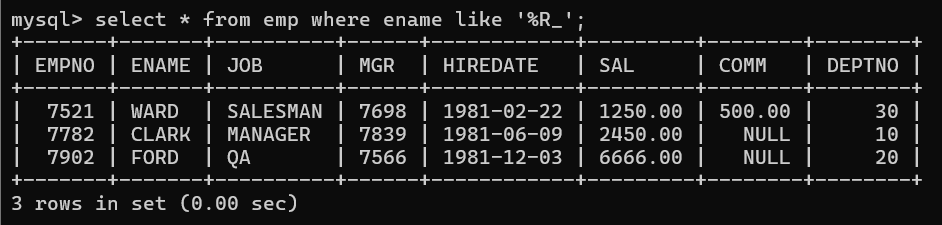 mysql> select * from emp where ename like '%R_';
+-------+-------+----------+------+------------+---------+--------+--------+
| EMPNO | ENAME | JOB      | MGR  | HIREDATE   | SAL     | COMM   | DEPTNO |
+-------+-------+----------+------+------------+---------+--------+--------+
|  7521 | WARD  | SALESMAN | 7698 | 1981-02-22 | 1250.00 | 500.00 |     30 |
|  7782 | CLARK | MANAGER  | 7839 | 1981-06-09 | 2450.00 |   NULL |     10 |
|  7902 | FORD  | QA       | 7566 | 1981-12-03 | 6666.00 |   NULL |     20 |
+-------+-------+----------+------+------------+---------+--------+--------+
3 rows in set (0.00 sec)